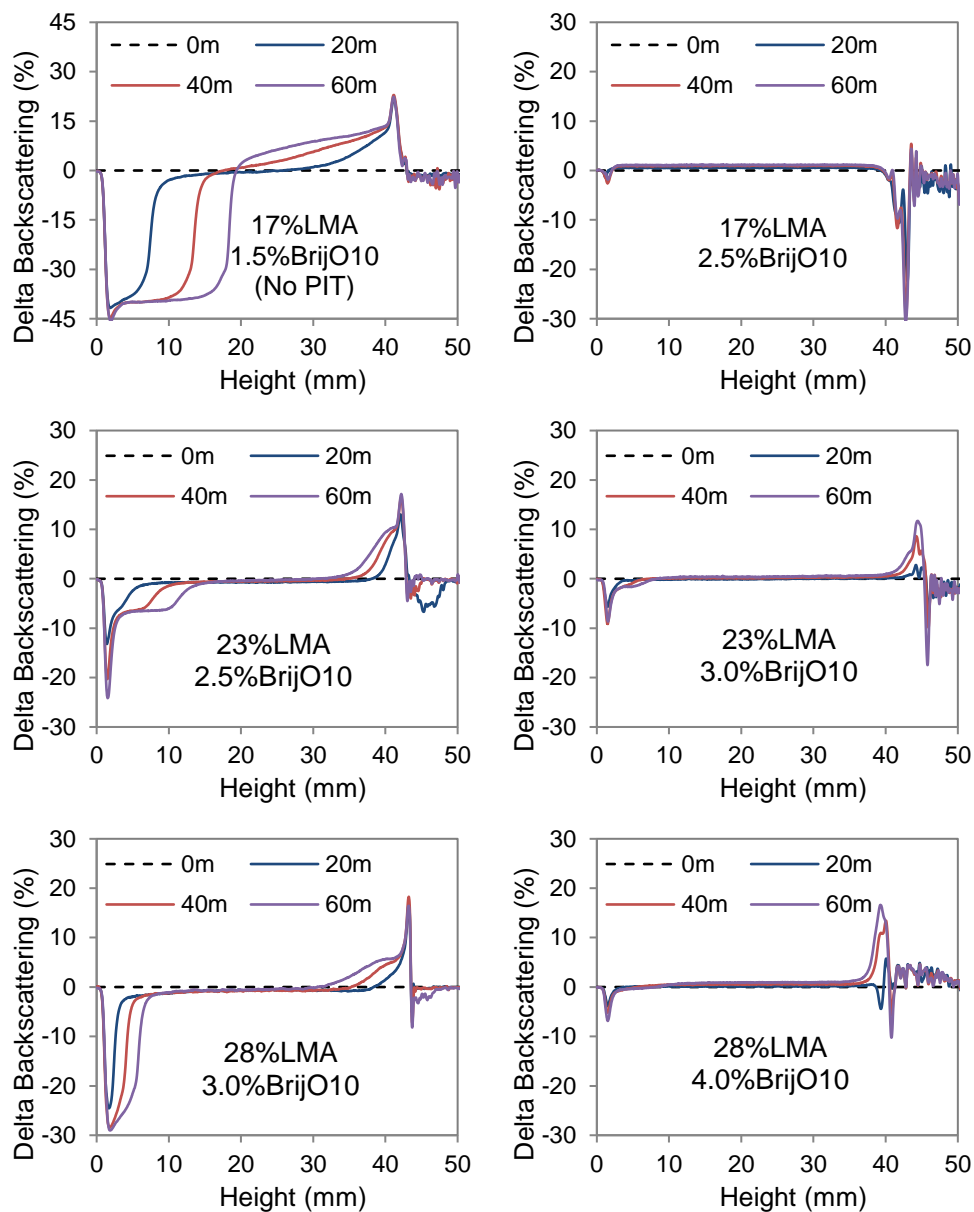 Delta Backscattering (%)
45
30
15
0
-15
-30
-45
0m
20m
40m
60m
17%LMA
1.5%BrijO10
(No PIT)
0 10 20 30 40 50
Height (mm)
Delta Backscattering (%)
30
20
10
0
-10
-20
-30
0m
20m
40m
60m
17%LMA
2.5%BrijO10
0 10 20 30 40 50
Height (mm)
Delta Backscattering (%)
30
20
10
0
-10
-20
-30
0m
20m
40m
60m
23%LMA
2.5%BrijO10
0 10 20 30 40 50
Height (mm)
Delta Backscattering (%)
30
20
10
0
-10
-20
-30
0m
20m
40m
60m
23%LMA
3.0%BrijO10
0 10 20 30 40 50
Height (mm)
Delta Backscattering (%)
30
20
10
0
-10
-20
-30
0m
20m
40m
60m
28%LMA
3.0%BrijO10
0 10 20 30 40 50
Height (mm)
Delta Backscattering (%)
30
20
10
0
-10
-20
-30
0m
20m
40m
60m
28%LMA
4.0%BrijO10
0 10 20 30 40 50
Height (mm)